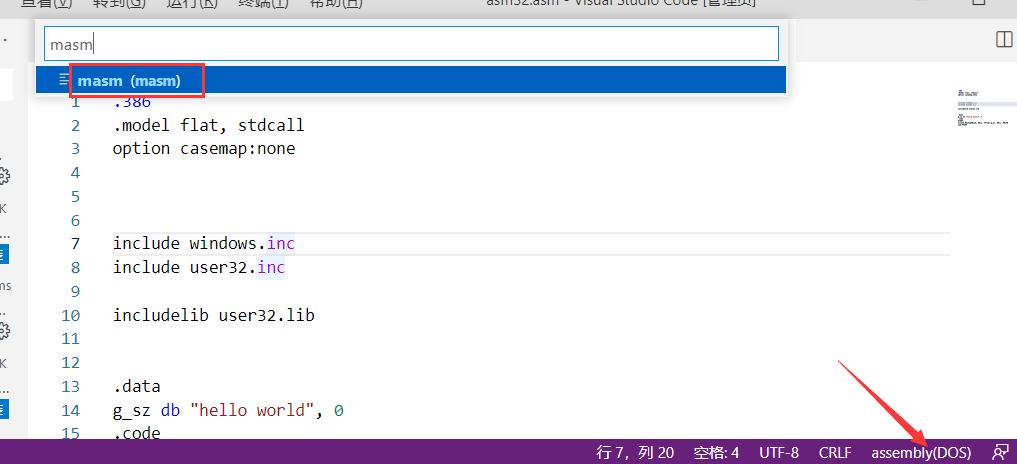 查看(V) 转到(G) 运行(R) 终端(T) 帮助(H) asm32.asm - Visual Studio Code [管理员]
masm
masm (masm)
1 .386
2 .model flat, stdcall
3 option casemap:none
4
5
6
7 include windows.inc
8 include user32.inc
9
10 includelib user32.lib
11
12
13 .data
14 g_sz db "hello world", 0
15 .code
行 7，列 20 空格: 4 UTF-8 CRLF assembly(DOS)